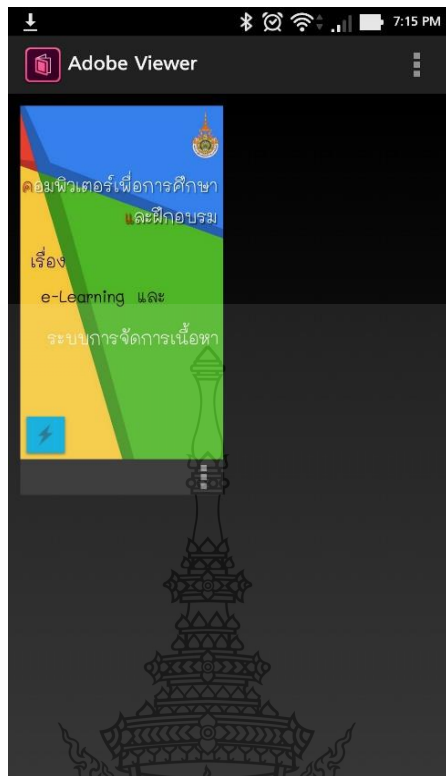 7:15 PM
Adobe Viewer
คอมพิวเตอร์เพื่อการศึกษา
และฝึกอบรม
เรื่อง
e-Learning และ
ระบบการจัดการเนื้อหา